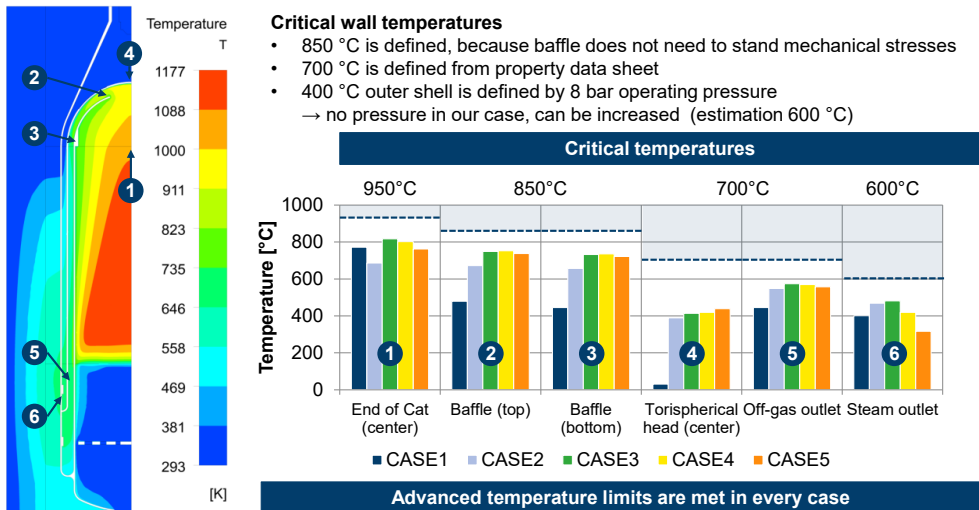 Temperature
T
1177
1088
1000
911
823
735
646
558
469
381
293
[K]
4
2
3
1
5
6
Critical wall temperatures
• 850 °C is defined, because baffle does not need to stand mechanical stresses
• 700 °C is defined from property data sheet
• 400 °C outer shell is defined by 8 bar operating pressure
→ no pressure in our case, can be increased (estimation 600 °C)
Critical temperatures
950°C 850°C 700°C 600°C
Temperature [°C]
1000
800
600
400
200
0
1 2 3 4 5 6
End of Cat (center)
Baffle (top)
Baffle (bottom)
Torispherical head (center)
Off-gas outlet
Steam outlet
CASE1 CASE2 CASE3 CASE4 CASE5
Advanced temperature limits are met in every case